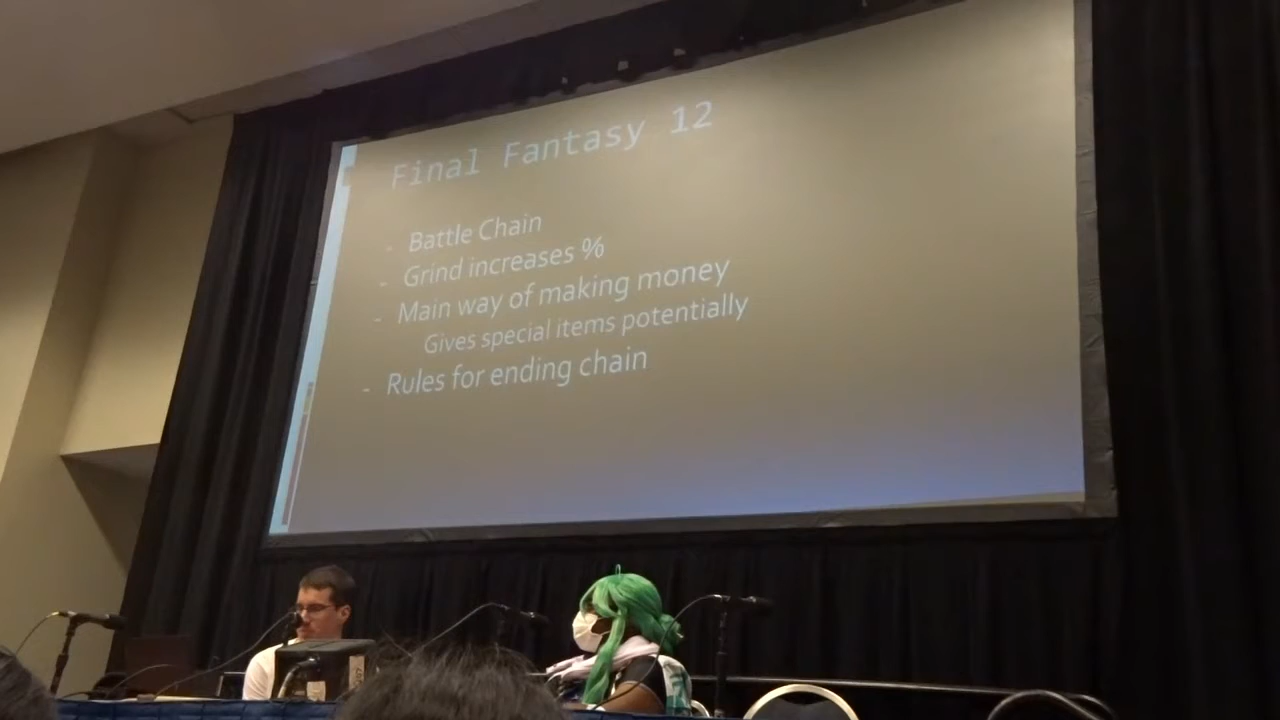 Final Fantasy 12
- Battle Chain
- Grind increases %
- Main way of making money
Gives special items potentially
- Rules for ending chain